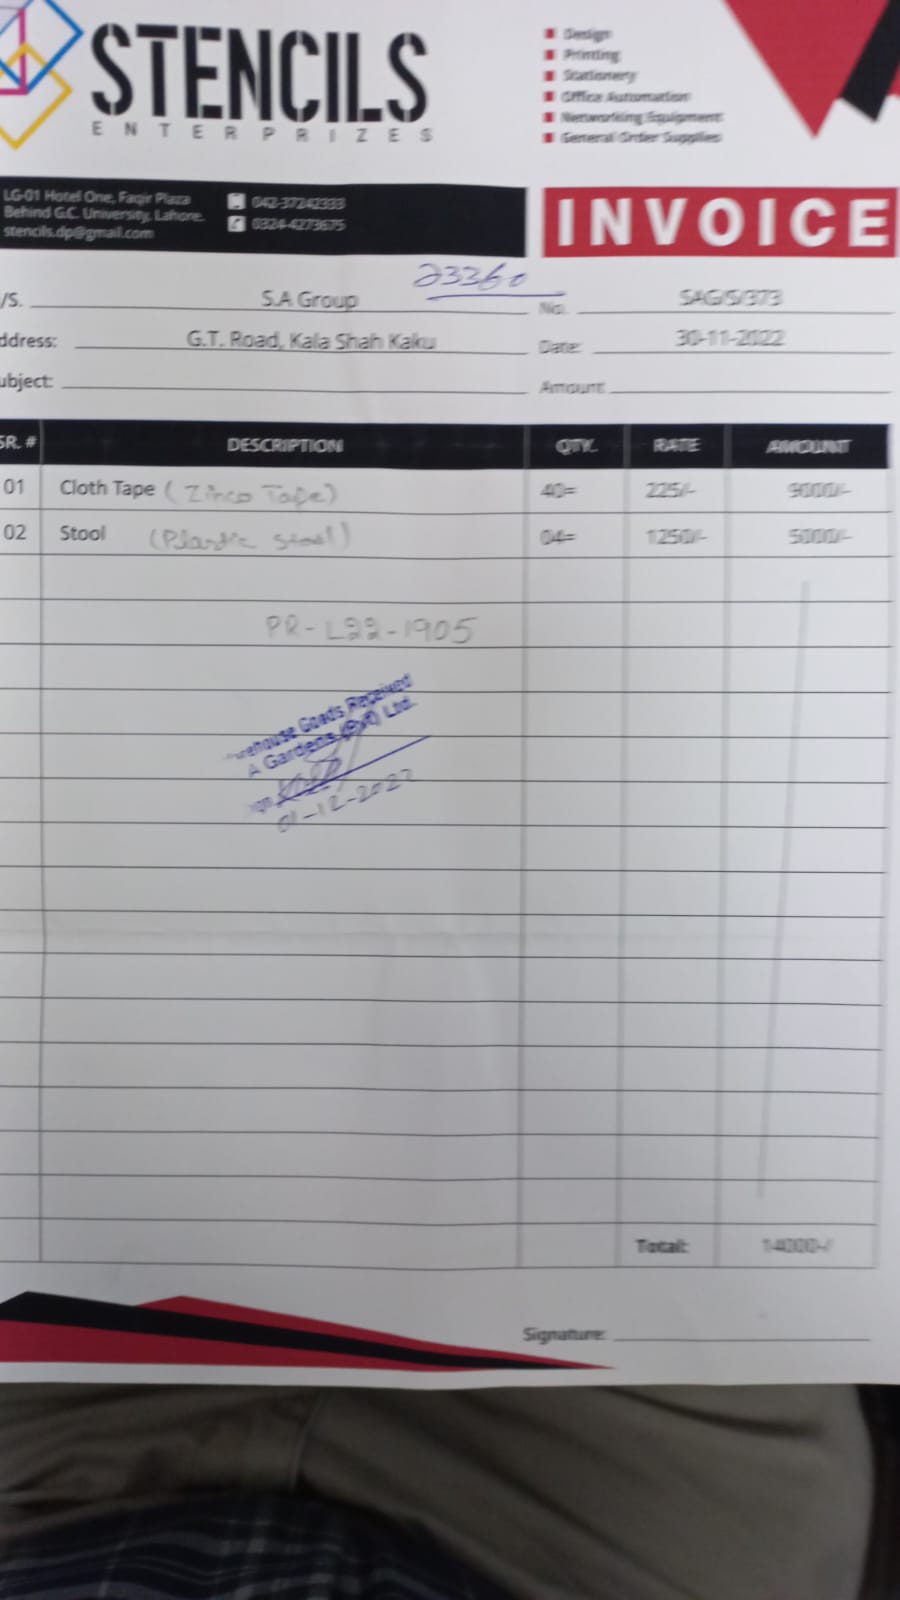 STENCILS
ENTERPRIZES
Design
Printing
Stationery
Office Automation
Networking Equipment
General Order Supplies
LG-01 Hotel One, Faqir Plaza
Behind G.C. University, Lahore.
stencils.dp@gmail.com
042-37242333
0324-4273675
INVOICE
23360
/S. S.A Group
No. SAG/S/373
ddress: G.T. Road, Kala Shah Kaku
Date: 30-11-2022
ubject:
Amount
SR. # DESCRIPTION QTY. RATE AMOUNT
01 Cloth Tape (Zinco Tape) 40= 225/- 9000/-
02 Stool (Plastic Stool) 04= 1250/- 5000/-
PR-L22-1905
rehouse Goods Received
A Gardens (Pvt) Ltd.
01-12-2022
Total: 14000-/
Signature: